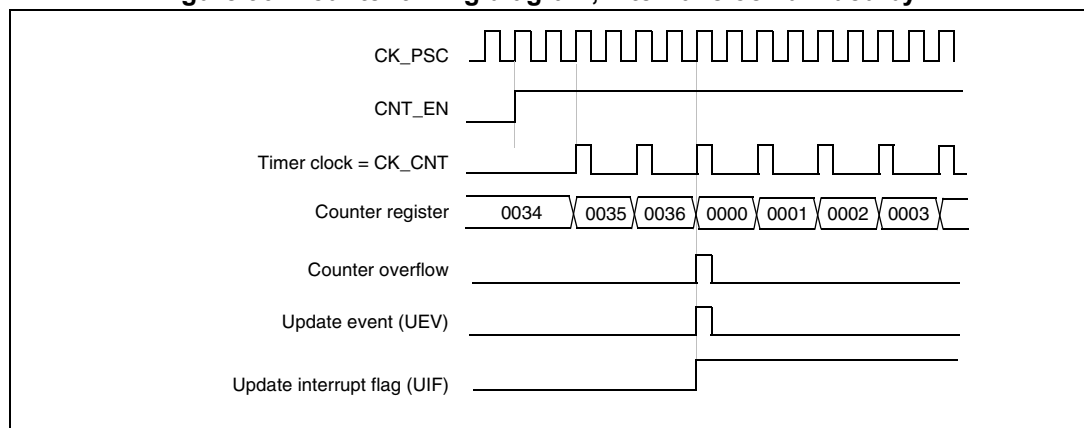 CK_PSC
CNT_EN
Timer clock = CK_CNT
Counter register 0034 0035 0036 0000 0001 0002 0003
Counter overflow
Update event (UEV)
Update interrupt flag (UIF)